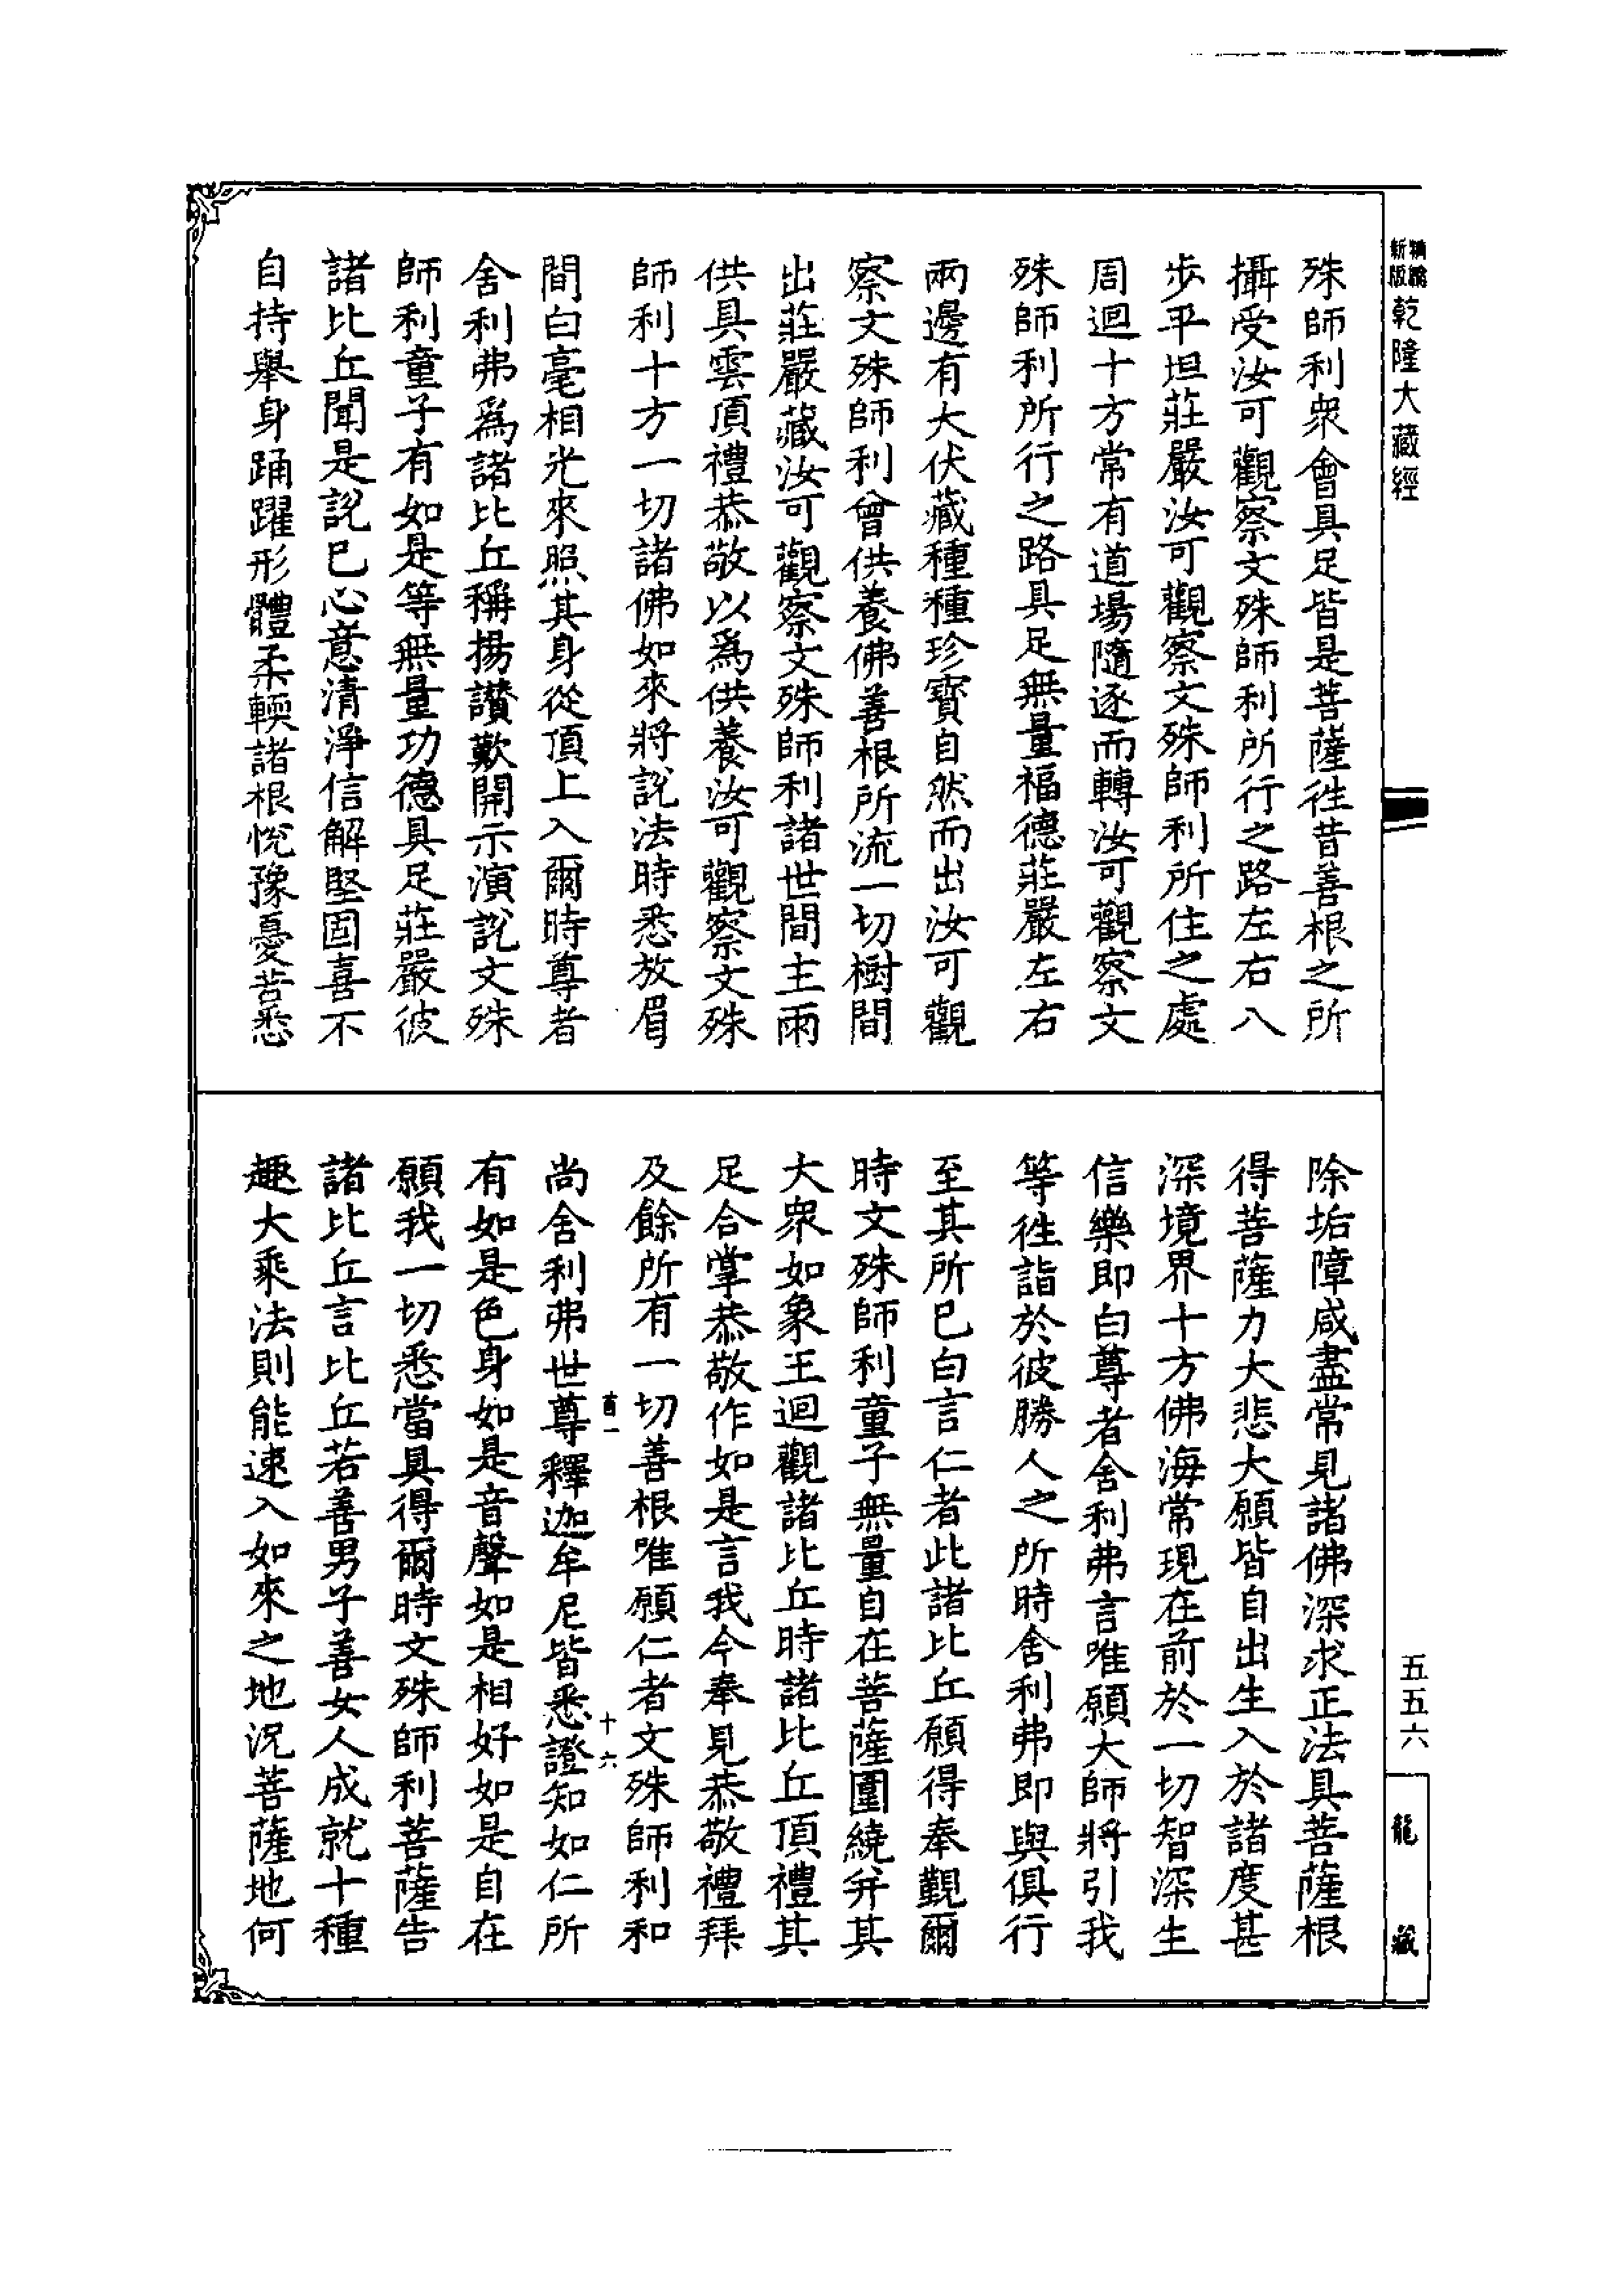 精編新版乾隆大藏經
殊師利衆會具足皆是菩薩徃昔善根之所
攝受汝可觀察文殊師利所行之路左右八
步平坦莊嚴汝可觀察文殊師利所住之處
周迴十方常有道場隨逐而轉汝可觀察文
殊師利所行之路具足無量福德莊嚴左右
兩邊有大伏藏種種珍寶自然而出汝可觀
察文殊師利曾供養佛善根所流一切樹間
出莊嚴藏汝可觀察文殊師利諸世間主雨
供具雲頂禮恭敬以爲供養汝可觀察文殊
師利十方一切諸佛如來將說法時悉放眉
間白毫相光來照其身從頂上入爾時尊者
舍利弗爲諸比丘稱揚讃歎開示演說文殊
師利童子有如是等無量功德具足莊嚴彼
諸比丘聞是說已心意清淨信解堅固喜不
自持舉身踊躍形體柔輭諸根悅豫憂苦悉
除垢障咸盡常見諸佛深求正法具菩薩根
得菩薩力大悲大願皆自出生入於諸度甚
深境界十方佛海常現在前於一切智深生
信樂即白尊者舍利弗言唯願大師將引我
等徃詣於彼勝人之所時舍利弗即與俱行
至其所已白言仁者此諸比丘願得奉覲爾
時文殊師利童子無量自在菩薩圍繞并其
大衆如象王迴觀諸比丘時諸比丘頂禮其
足合掌恭敬作如是言我今奉見恭敬禮拜
及餘所有一切善根唯願仁者文殊師利和
十六
尚舍利弗世尊釋迦牟尼皆悉證知如仁所
有如是色身如是音聲如是相好如是自在
願我一切悉當具得爾時文殊師利菩薩告
諸比丘言比丘若善男子善女人成就十種
趣大乘法則能速入如來之地況菩薩地何
五五六
龍藏